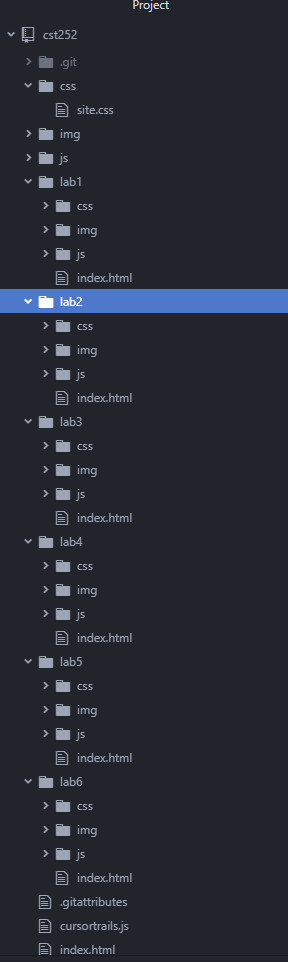 Project
cst252
.git
css
site.css
img
js
lab1
css
img
js
index.html
lab2
css
img
js
index.html
lab3
css
img
js
index.html
lab4
css
img
js
index.html
lab5
css
img
js
index.html
lab6
css
img
js
index.html
.gitattributes
cursortrails.js
index.html